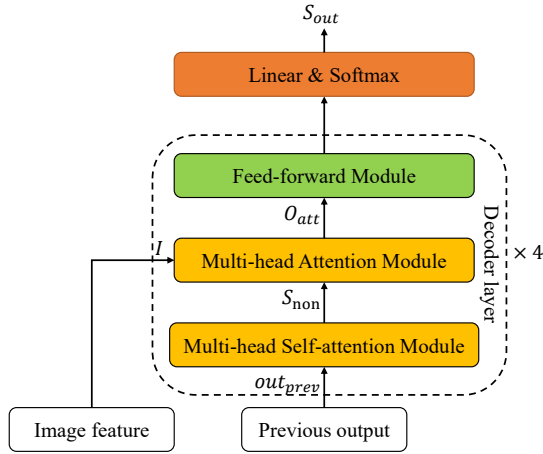 S_out
Linear & Softmax
Feed-forward Module
O_att
I
Multi-head Attention Module
Decoder layer
× 4
S_non
Multi-head Self-attention Module
out_prev
Image feature
Previous output